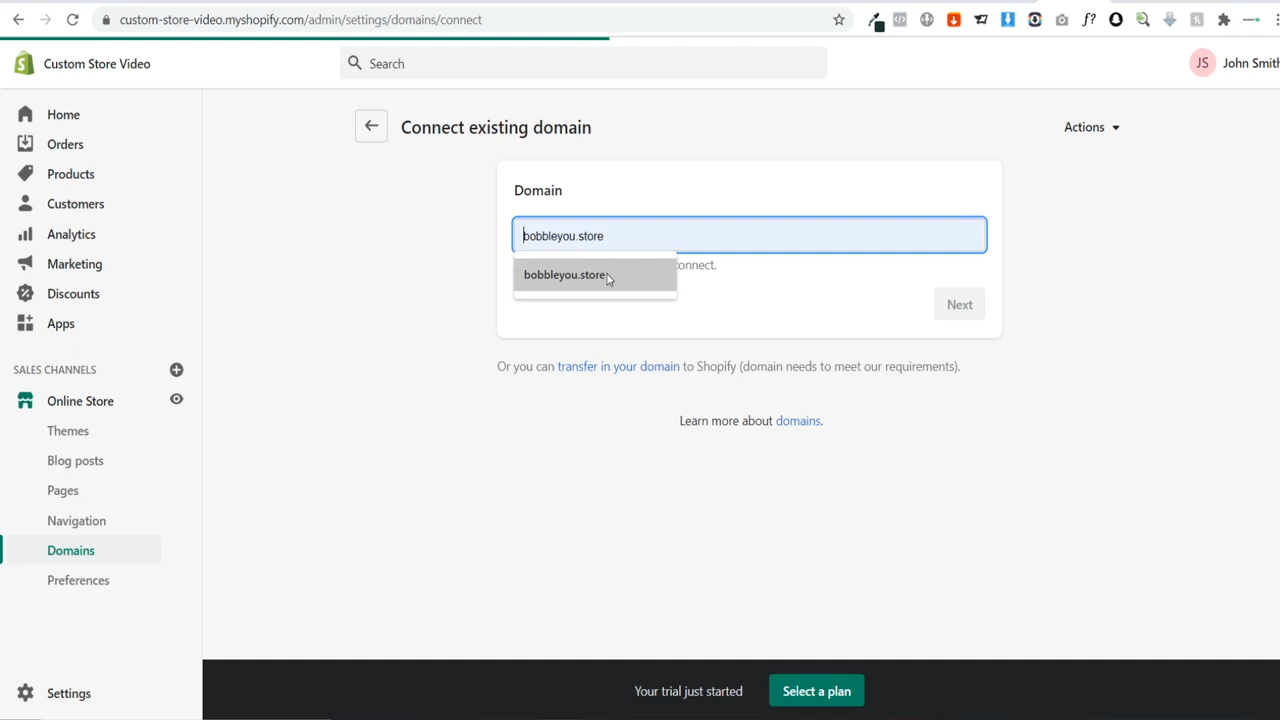 custom-store-video.myshopify.com/admin/settings/domains/connect
f?
Custom Store Video
Search
JS
John Smith
Home
Orders
Products
Customers
Analytics
Marketing
Discounts
Apps
SALES CHANNELS
Online Store
Themes
Blog posts
Pages
Navigation
Domains
Preferences
Settings
Connect existing domain
Actions
Domain
bobbleyou.store
bobbleyou.store
connect.
Next
Or you can transfer in your domain to Shopify (domain needs to meet our requirements).
Learn more about domains.
Your trial just started
Select a plan